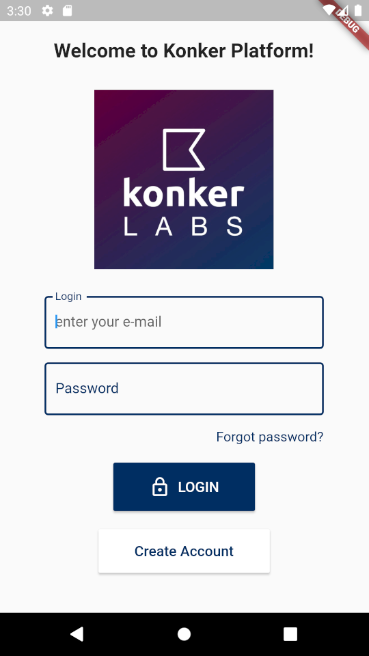 3:30
DEBUG
Welcome to Konker Platform!
konker
LABS
Login
enter your e-mail
Password
Forgot password?
LOGIN
Create Account